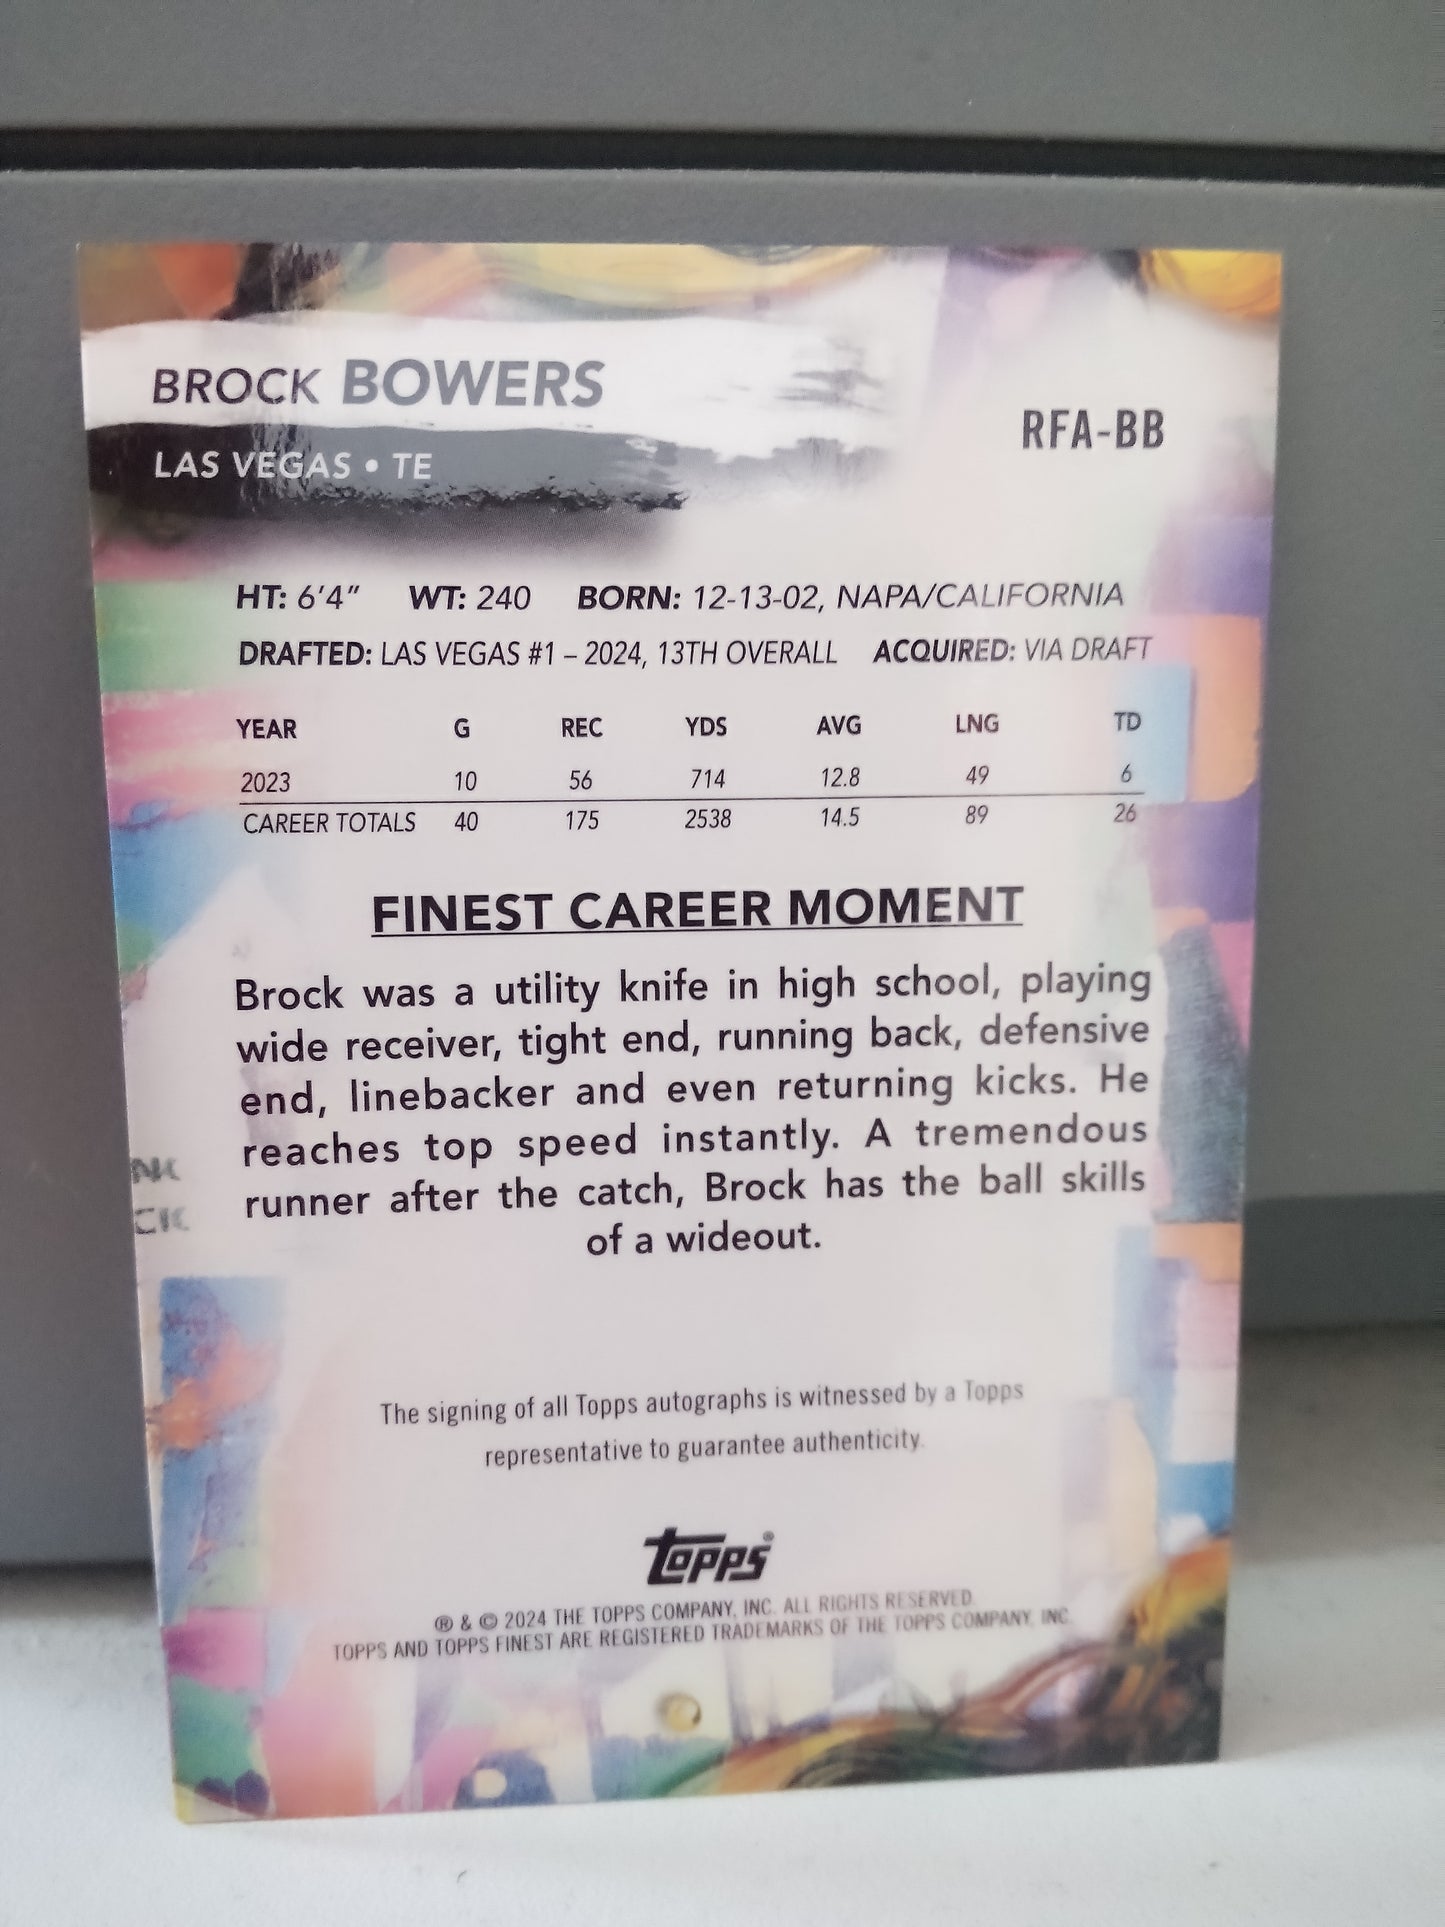 BROCK BOWERS
RFA-BB
LAS VEGAS • TE
HT: 6'4" WT: 240 BORN: 12-13-02, NAPA/CALIFORNIA
DRAFTED: LAS VEGAS #1 – 2024, 13TH OVERALL ACQUIRED: VIA DRAFT
YEAR G REC YDS AVG LNG TD
2023 10 56 714 12.8 49 6
CAREER TOTALS 40 175 2538 14.5 89 26
FINEST CAREER MOMENT
Brock was a utility knife in high school, playing
wide receiver, tight end, running back, defensive
end, linebacker and even returning kicks. He
reaches top speed instantly. A tremendous
runner after the catch, Brock has the ball skills
of a wideout.
The signing of all Topps autographs is witnessed by a Topps
representative to guarantee authenticity.
topps®
® & © 2024 THE TOPPS COMPANY, INC. ALL RIGHTS RESERVED.
TOPPS AND TOPPS FINEST ARE REGISTERED TRADEMARKS OF THE TOPPS COMPANY, INC.